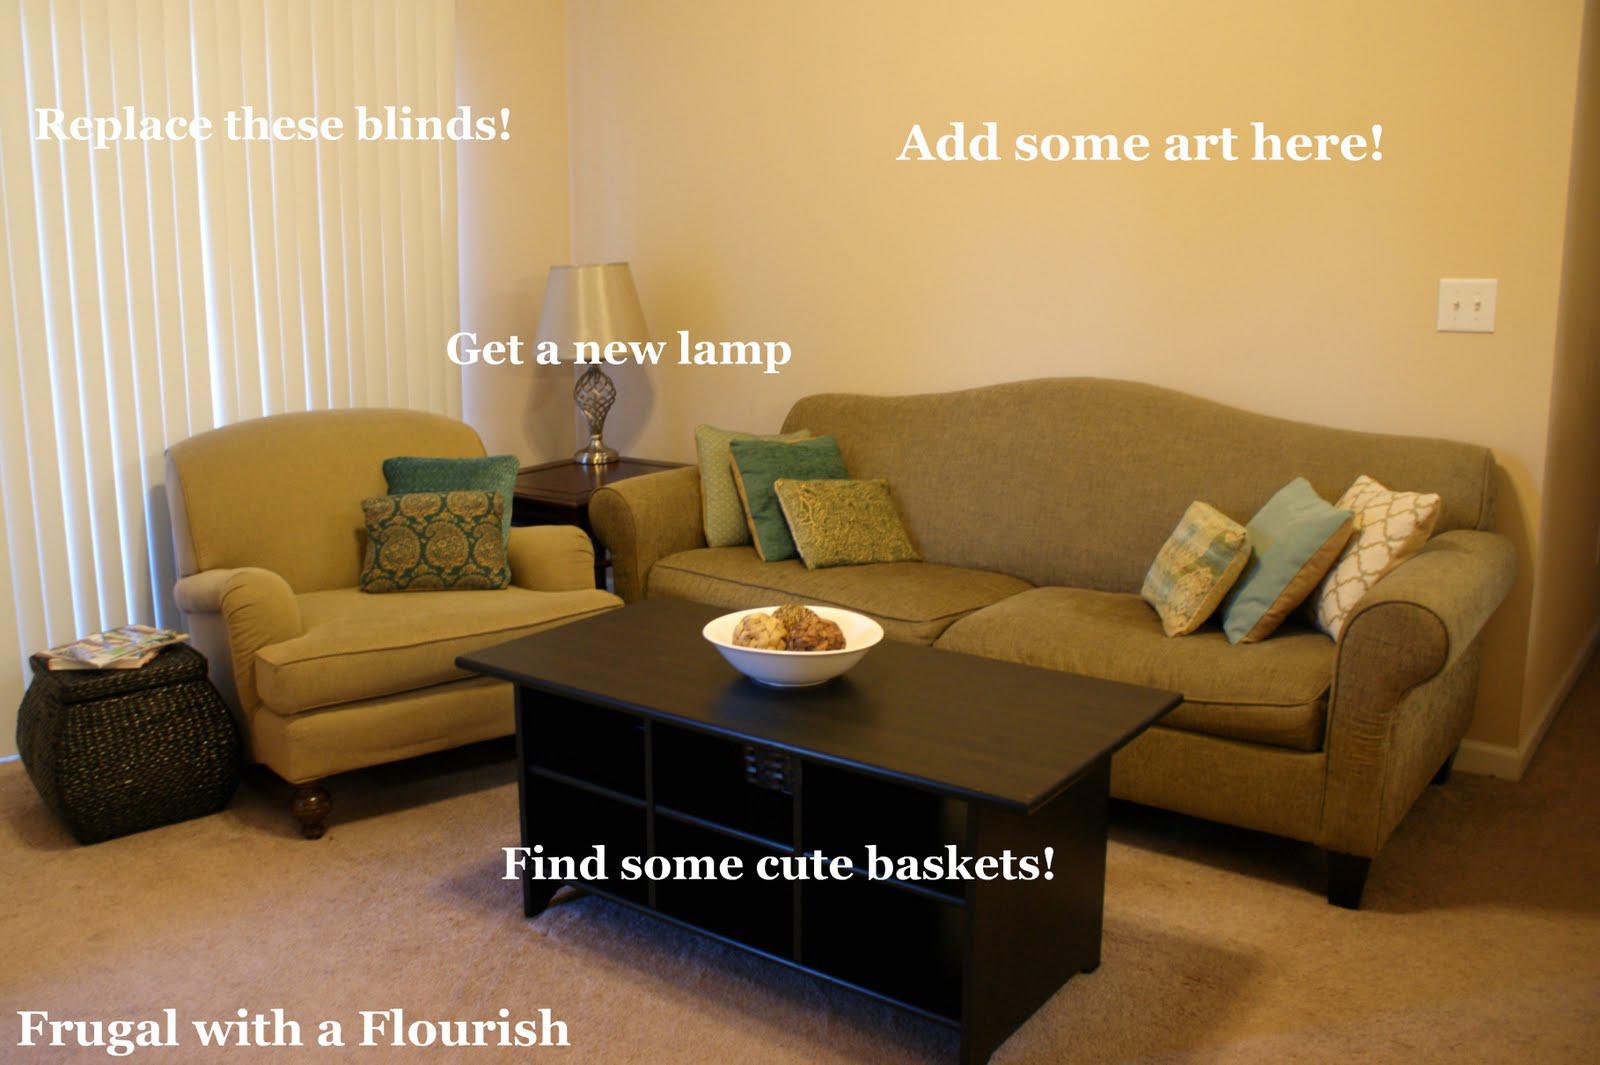 Replace these blinds!
Add some art here!
Get a new lamp
Find some cute baskets!
Frugal with a Flourish